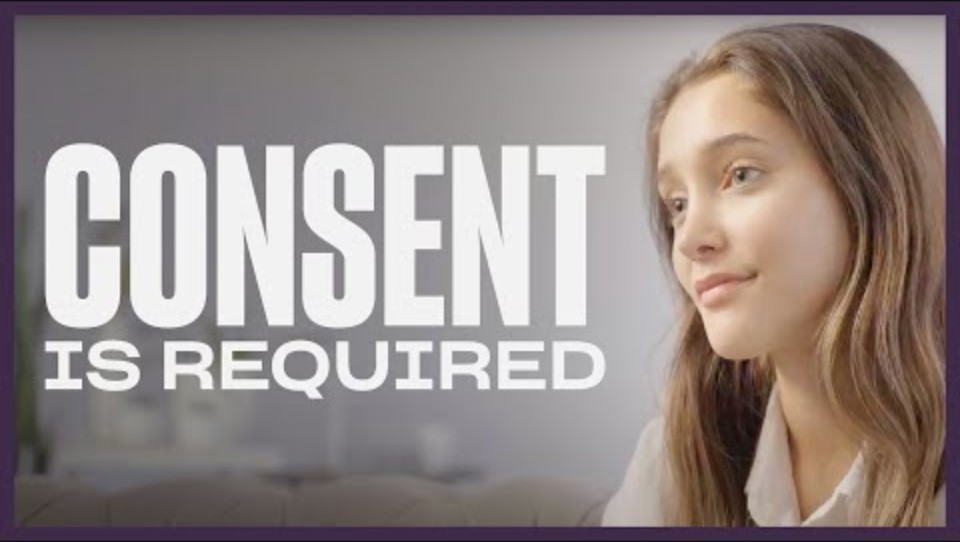 CONSENT
IS REQUIRED